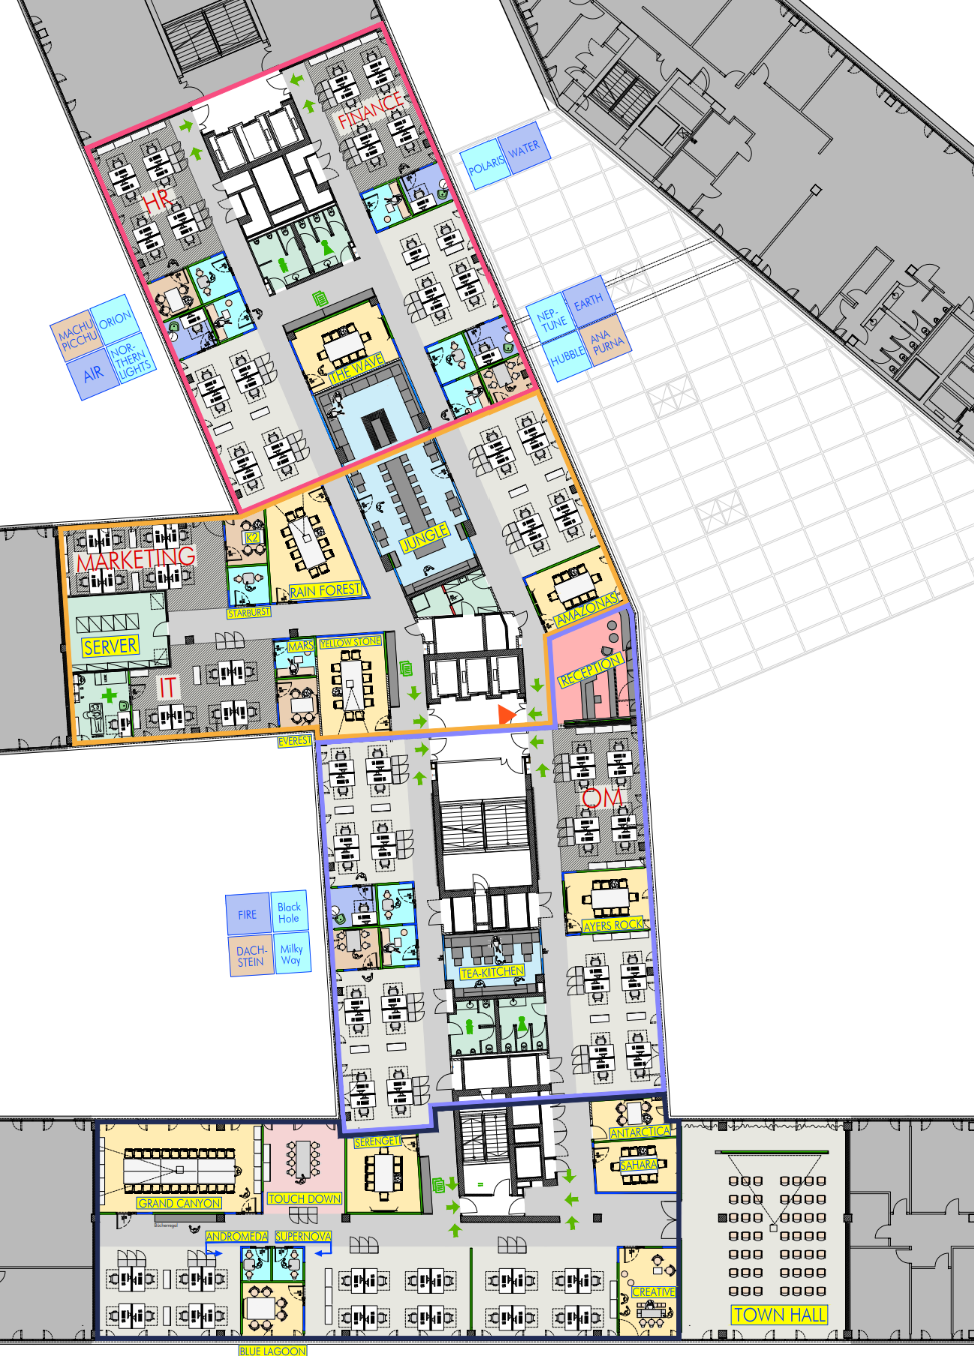 FINANCE
POLARIS
WATER
HR
MACHU
PICCHU
ORION
AIR
NOR-
THERN
LIGHTS
NEP-
TUNE
EARTH
HUBBLE
ANA
PURNA
THE WAVE
JUNGLE
MARKETING
K2
RAIN FOREST
STARBURST
AMAZONAS
SERVER
MARS
YELLOW STONE
RECEPTION
IT
EVEREST
OM
FIRE
Black
Hole
DACH-
STEIN
Milky
Way
AYERS ROCK
TEA-KITCHEN
SERENGETI
ANTARCTICA
SAHARA
GRAND CANYON
TOUCH DOWN
ANDROMEDA
SUPERNOVA
CREATIVE
TOWN HALL
BLUE LAGOON